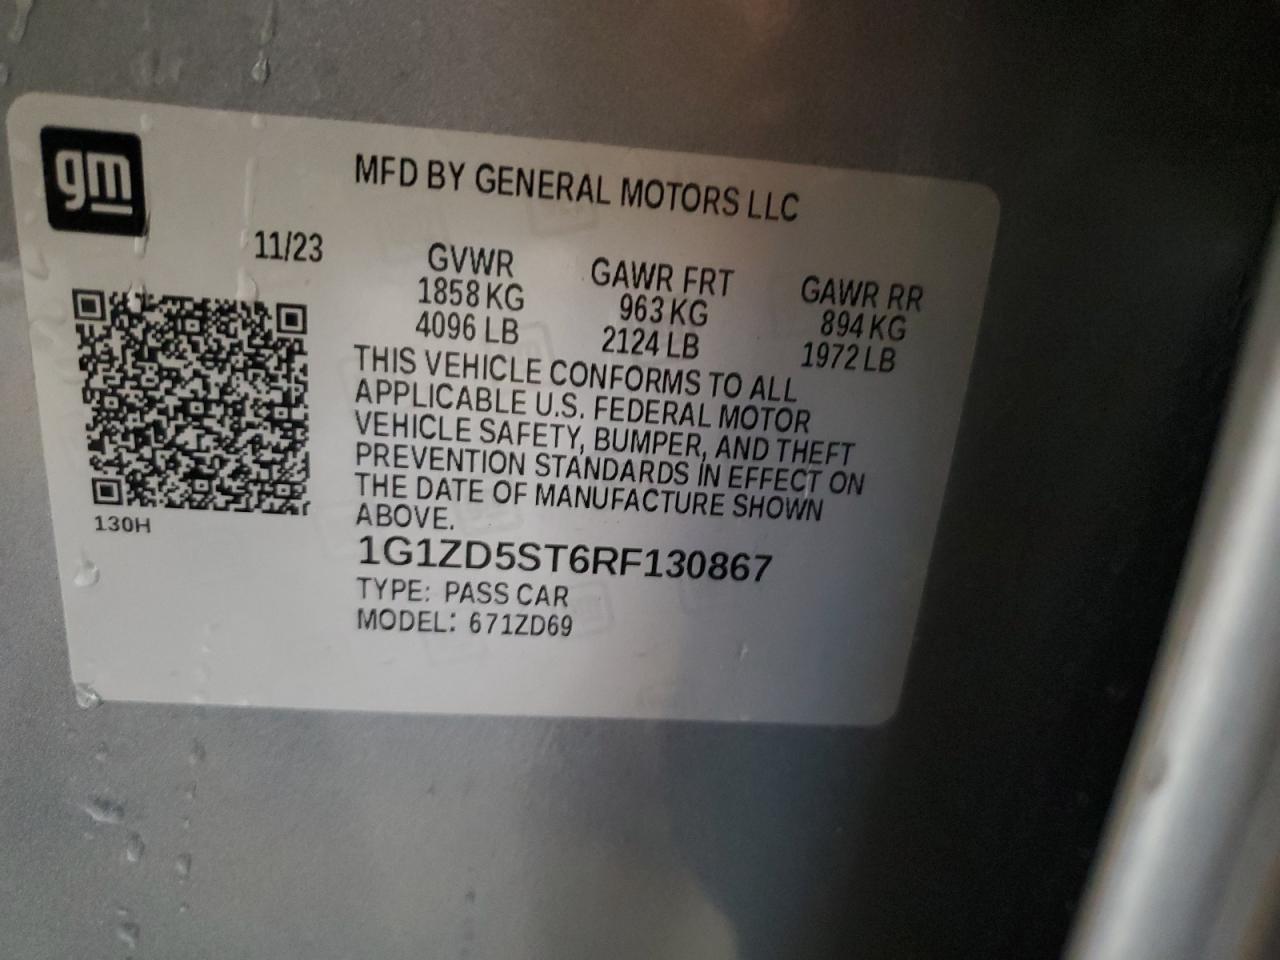 gm
MFD BY GENERAL MOTORS LLC
11/23
GVWR GAWR FRT GAWR RR
1858 KG 963 KG 894 KG
4096 LB 2124 LB 1972 LB
THIS VEHICLE CONFORMS TO ALL
APPLICABLE U.S. FEDERAL MOTOR
VEHICLE SAFETY, BUMPER, AND THEFT
PREVENTION STANDARDS IN EFFECT ON
THE DATE OF MANUFACTURE SHOWN
ABOVE.
130H
1G1ZD5ST6RF130867
TYPE: PASS CAR
MODEL: 671ZD69